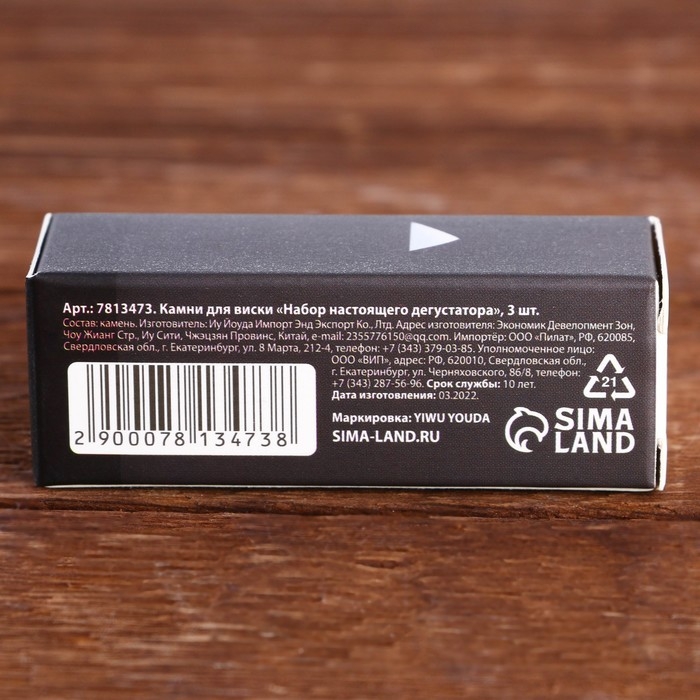 Арт.: 7813473. Камни для виски «Набор настоящего дегустатора», 3 шт.
Состав: камень. Изготовитель: Иу Йоуда Импорт Энд Экспорт Ко., Лтд. Адрес изготовителя: Экономик Девелопмент Зон,
Чоу Жианг Стр., Иу Сити, Чжэцзян Провинс, Китай, e-mail: 2355776150@qq.com. Импортёр: ООО «Пилат», РФ, 620085,
Свердловская обл., г. Екатеринбург, ул. 8 Марта, 212-4, телефон: +7 (343) 379-03-85. Уполномоченное лицо:
ООО «ВИП», адрес: РФ, 620010, Свердловская обл.,
г. Екатеринбург, ул. Черняховского, 86/8, телефон:
+7 (343) 287-56-96. Срок службы: 10 лет.
Дата изготовления: 03.2022.
Маркировка: YIWU YOUDA
SIMA-LAND.RU
2 900078 134738
21
SIMA
LAND